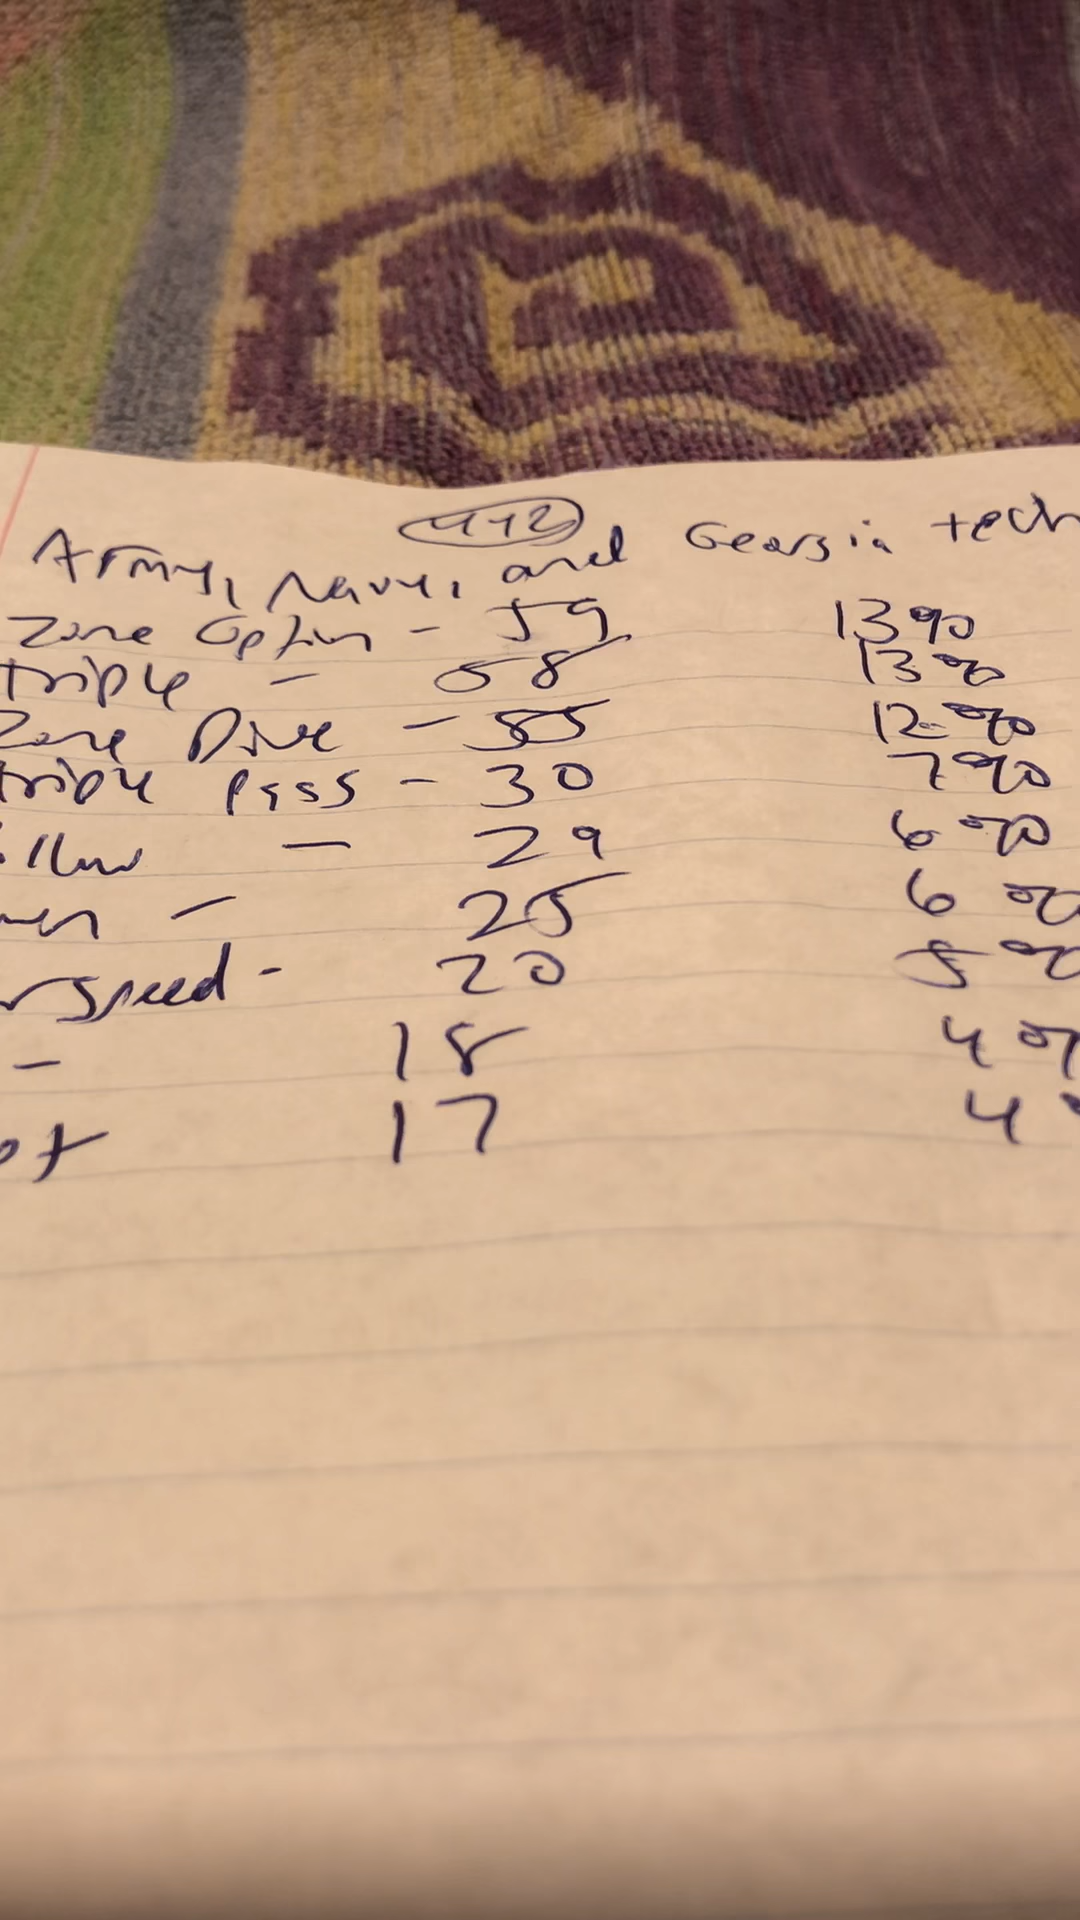 442
Army, Navy, and Georgia tech
Zone Option - 59 13%
triple - 58 13%
Zone Dive - 55 12%
triple Pass - 30 7%
- 29 6%
- 25 6%
speed - 20 5%
- 18 4%
17 4%